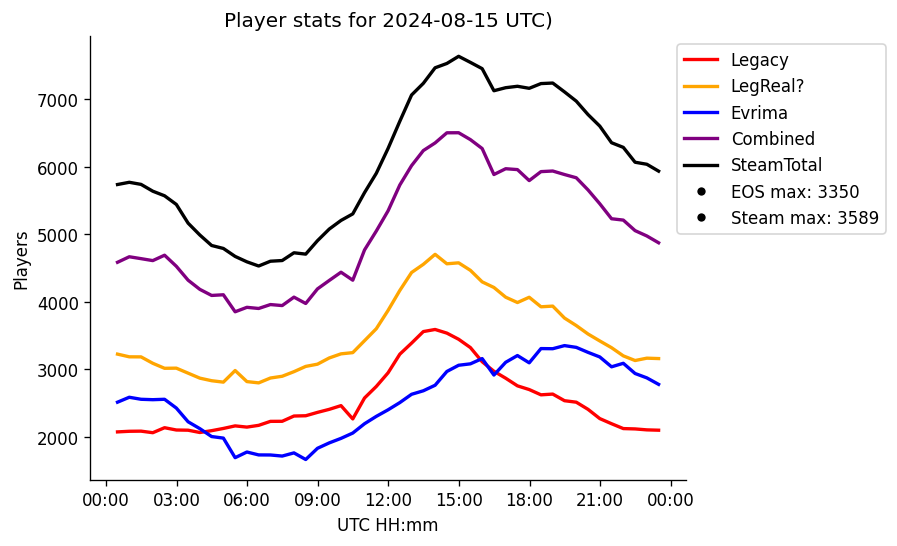 Player stats for 2024-08-15 UTC)
Legacy
LegReal?
Evrima
Combined
SteamTotal
EOS max: 3350
Steam max: 3589
Players
7000
6000
5000
4000
3000
2000
00:00 03:00 06:00 09:00 12:00 15:00 18:00 21:00 00:00
UTC HH:mm